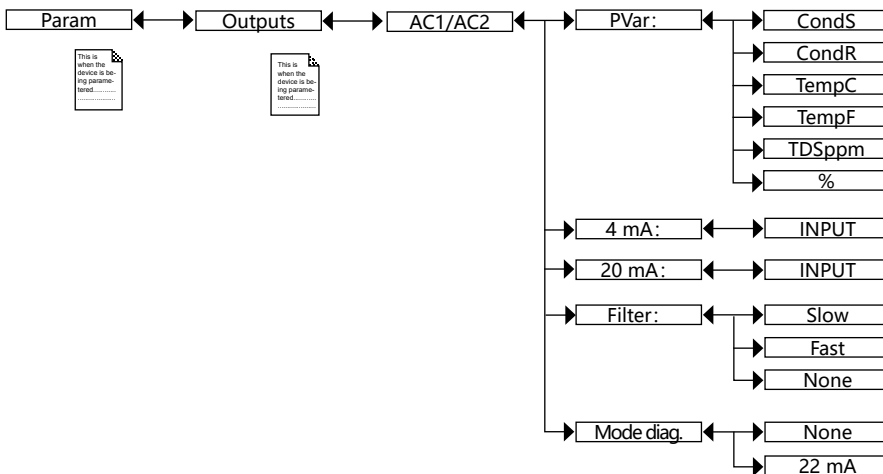 Param
Outputs
AC1/AC2
PVar:
CondS
CondR
TempC
TempF
TDSppm
%
This is
when the
device is be-
ing parame-
tered............
......................
This is
when the
device is be-
ing parame-
tered............
......................
4 mA:
INPUT
20 mA:
INPUT
Filter:
Slow
Fast
None
Mode diag.
None
22 mA